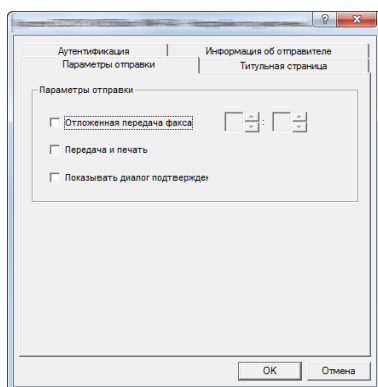 Аутентификация
Информация об отправителе
Параметры отправки
Титульная страница
Параметры отправки
Отложенная передача факса
:
Передача и печать
Показывать диалог подтвержден
OK
Отмена